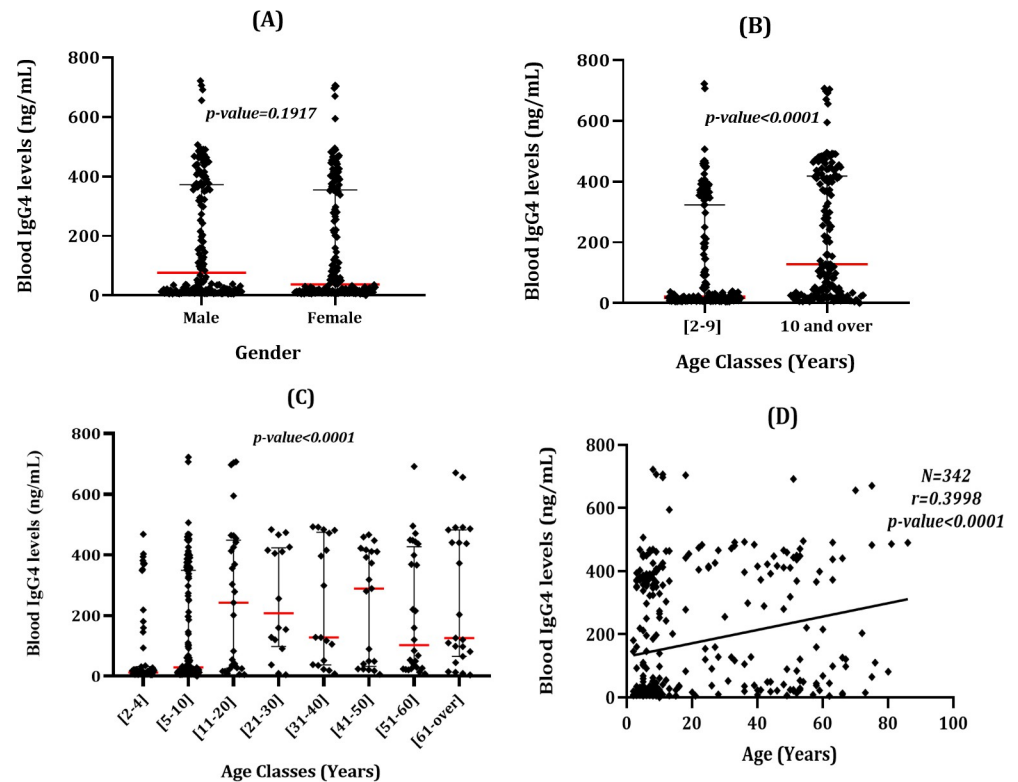 (A)
Blood IgG4 levels (ng/mL)
800
600
400
200
0
p-value=0.1917
Male
Female
Gender
(B)
Blood IgG4 levels (ng/mL)
800
600
400
200
0
p-value<0.0001
[2-9]
10 and over
Age Classes (Years)
(C)
Blood IgG4 levels (ng/mL)
800
600
400
200
0
p-value<0.0001
[2-4]
[5-10]
[11-20]
[21-30]
[31-40]
[41-50]
[51-60]
[61-over]
Age Classes (Years)
(D)
Blood IgG4 levels (ng/mL)
800
600
400
200
0
N=342
r=0.3998
p-value<0.0001
0
20
40
60
80
100
Age (Years)